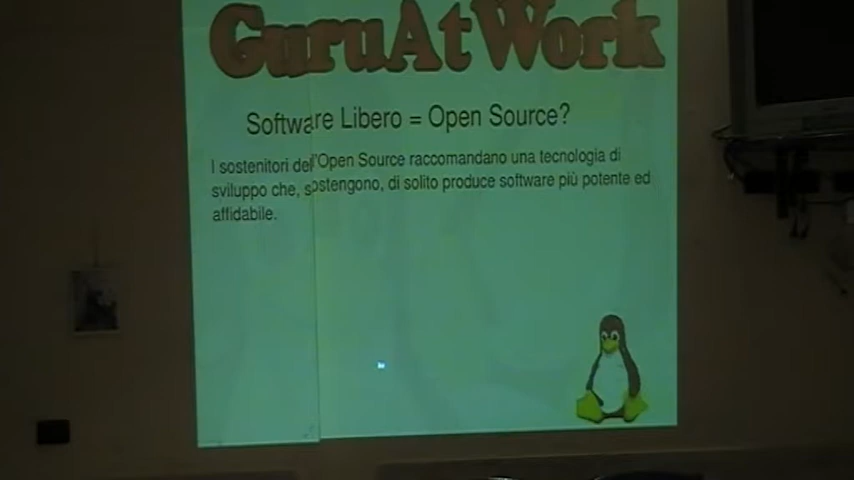 GuruAtWork
Software Libero = Open Source?
I sostenitori dell'Open Source raccomandano una tecnologia di
sviluppo che, sostengono, di solito produce software più potente ed
affidabile.